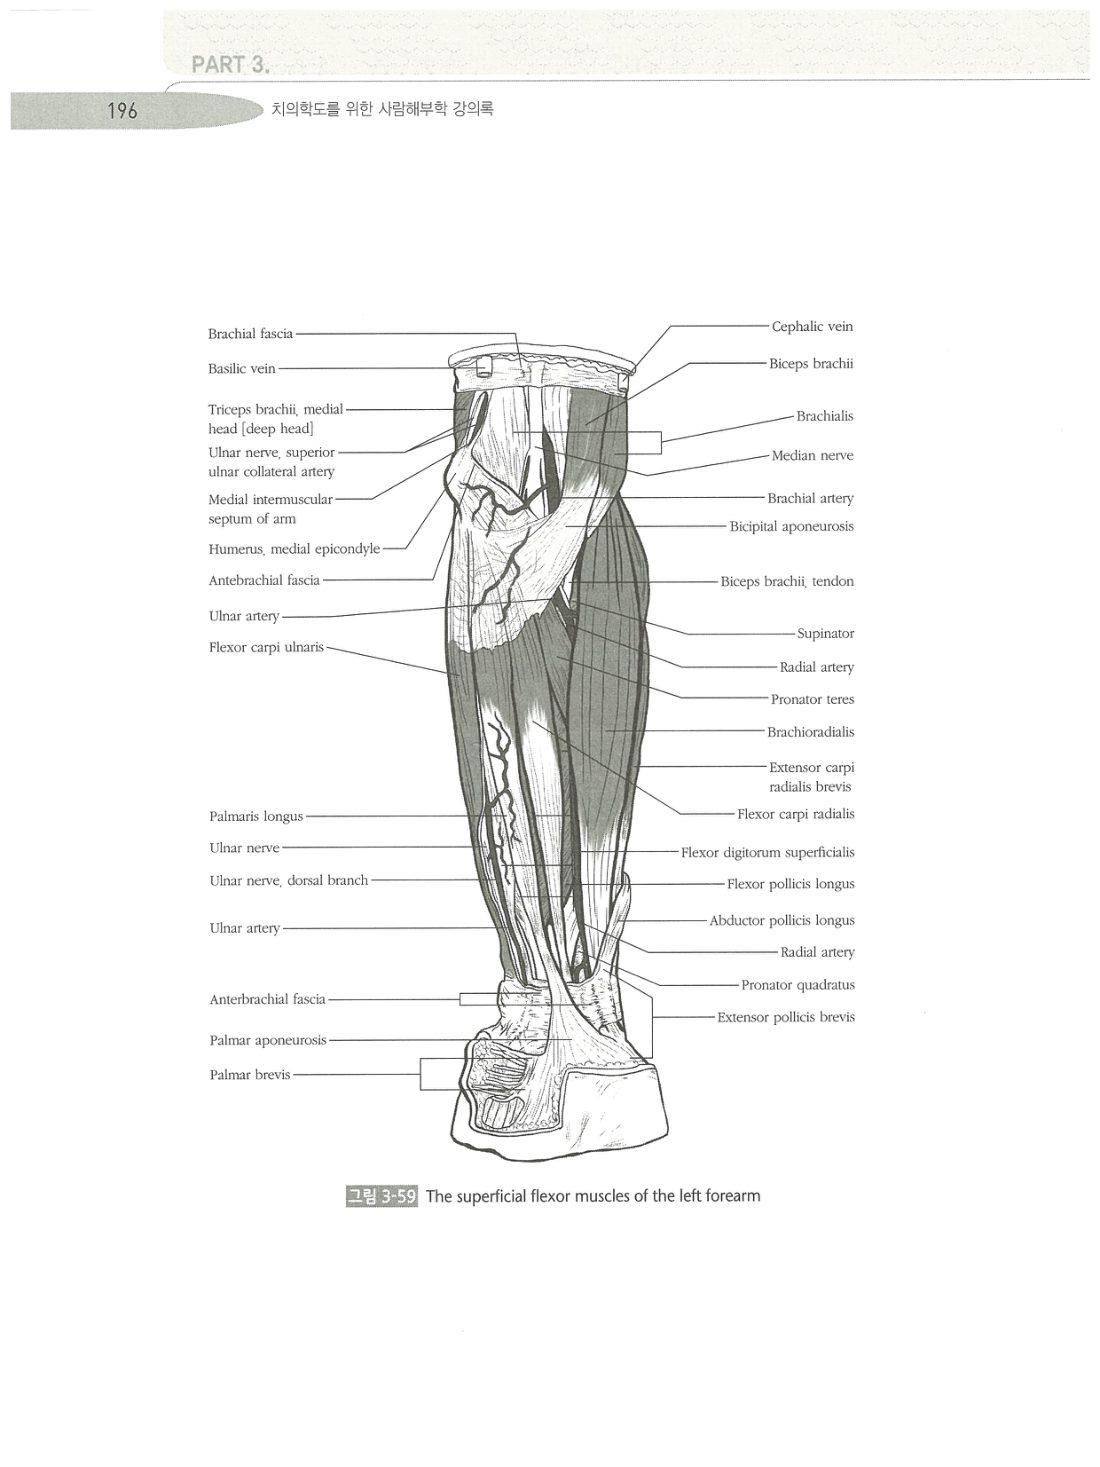 PART 3.
196
치의학도를 위한 사람해부학 강의록
Brachial fascia
Basilic vein
Triceps brachii, medial
head [deep head]
Ulnar nerve, superior
ulnar collateral artery
Medial intermuscular
septum of arm
Humerus, medial epicondyle
Antebrachial fascia
Ulnar artery
Flexor carpi ulnaris
Palmaris longus
Ulnar nerve
Ulnar nerve, dorsal branch
Ulnar artery
Anterbrachial fascia
Palmar aponeurosis
Palmar brevis
Cephalic vein
Biceps brachii
Brachialis
Median nerve
Brachial artery
Bicipital aponeurosis
Biceps brachii, tendon
Supinator
Radial artery
Pronator teres
Brachioradialis
Extensor carpi
radialis brevis
Flexor carpi radialis
Flexor digitorum superficialis
Flexor pollicis longus
Abductor pollicis longus
Radial artery
Pronator quadratus
Extensor pollicis brevis
그림 3-59 The superficial flexor muscles of the left forearm